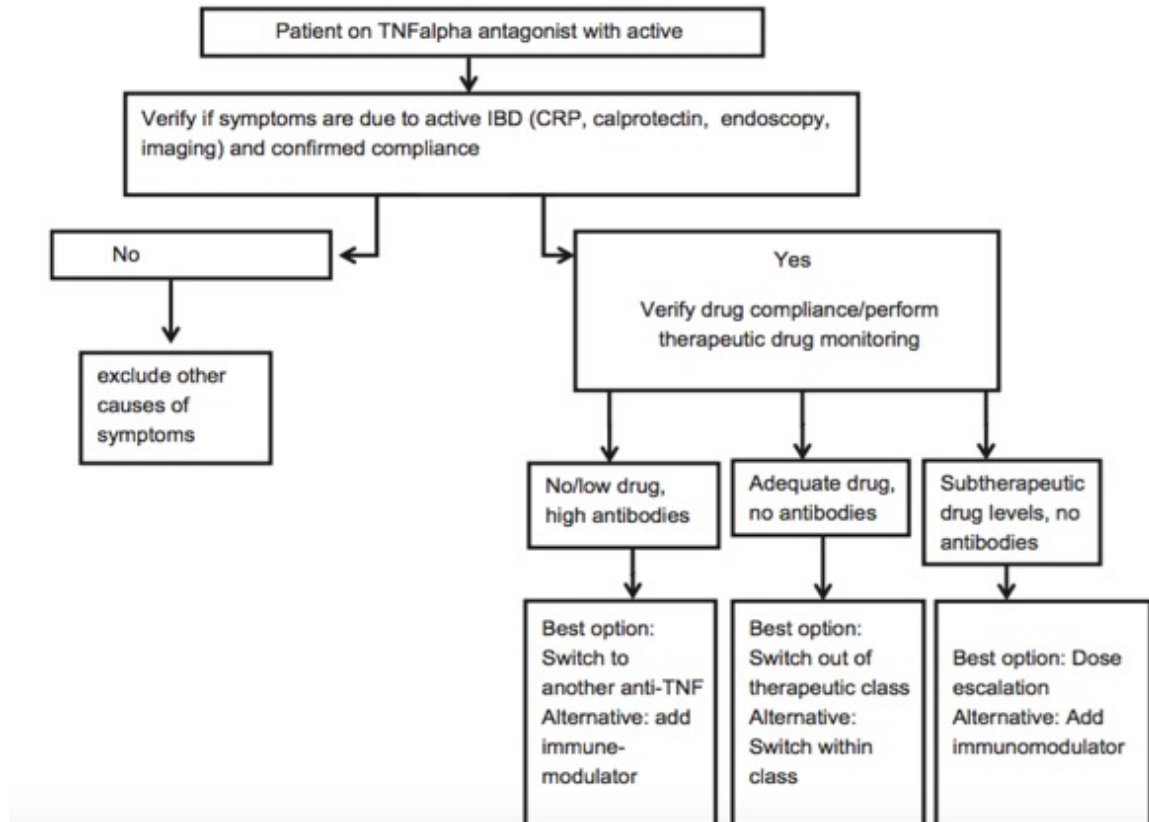 Patient on TNFalpha antagonist with active
Verify if symptoms are due to active IBD (CRP, calprotectin, endoscopy,
imaging) and confirmed compliance
No
Yes
Verify drug compliance/perform
therapeutic drug monitoring
exclude other
causes of
symptoms
No/low drug,
high antibodies
Adequate drug,
no antibodies
Subtherapeutic
drug levels, no
antibodies
Best option:
Switch to
another anti-TNF
Alternative: add
immune-
modulator
Best option:
Switch out of
therapeutic class
Alternative:
Switch within
class
Best option: Dose
escalation
Alternative: Add
immunomodulator